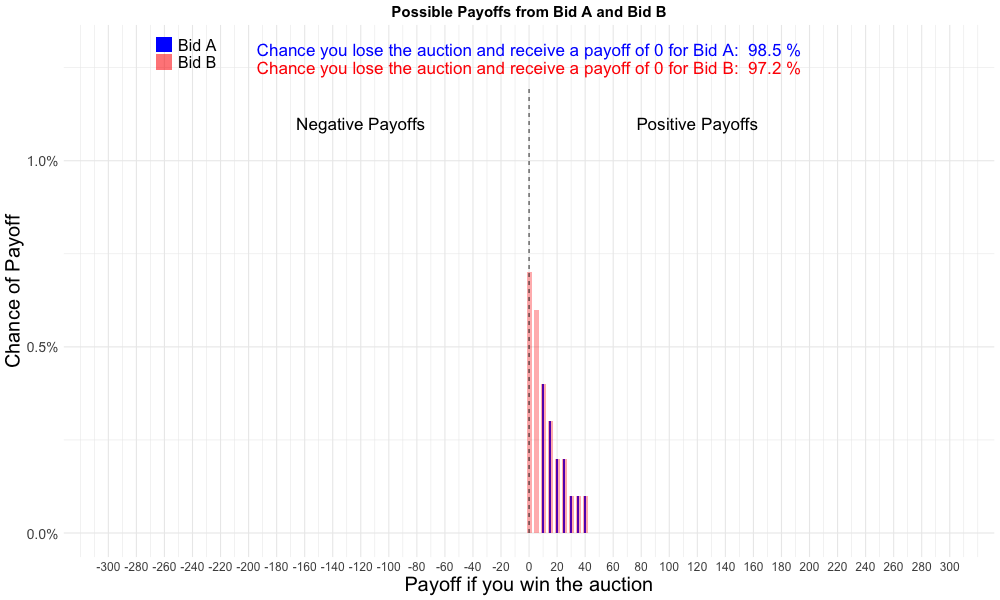 Possible Payoffs from Bid A and Bid B
Bid A
Bid B
Chance you lose the auction and receive a payoff of 0 for Bid A: 98.5 %
Chance you lose the auction and receive a payoff of 0 for Bid B: 97.2 %
Negative Payoffs
Positive Payoffs
Chance of Payoff
1.0%
0.5%
0.0%
-300 -280 -260 -240 -220 -200 -180 -160 -140 -120 -100 -80 -60 -40 -20 0 20 40 60 80 100 120 140 160 180 200 220 240 260 280 300
Payoff if you win the auction